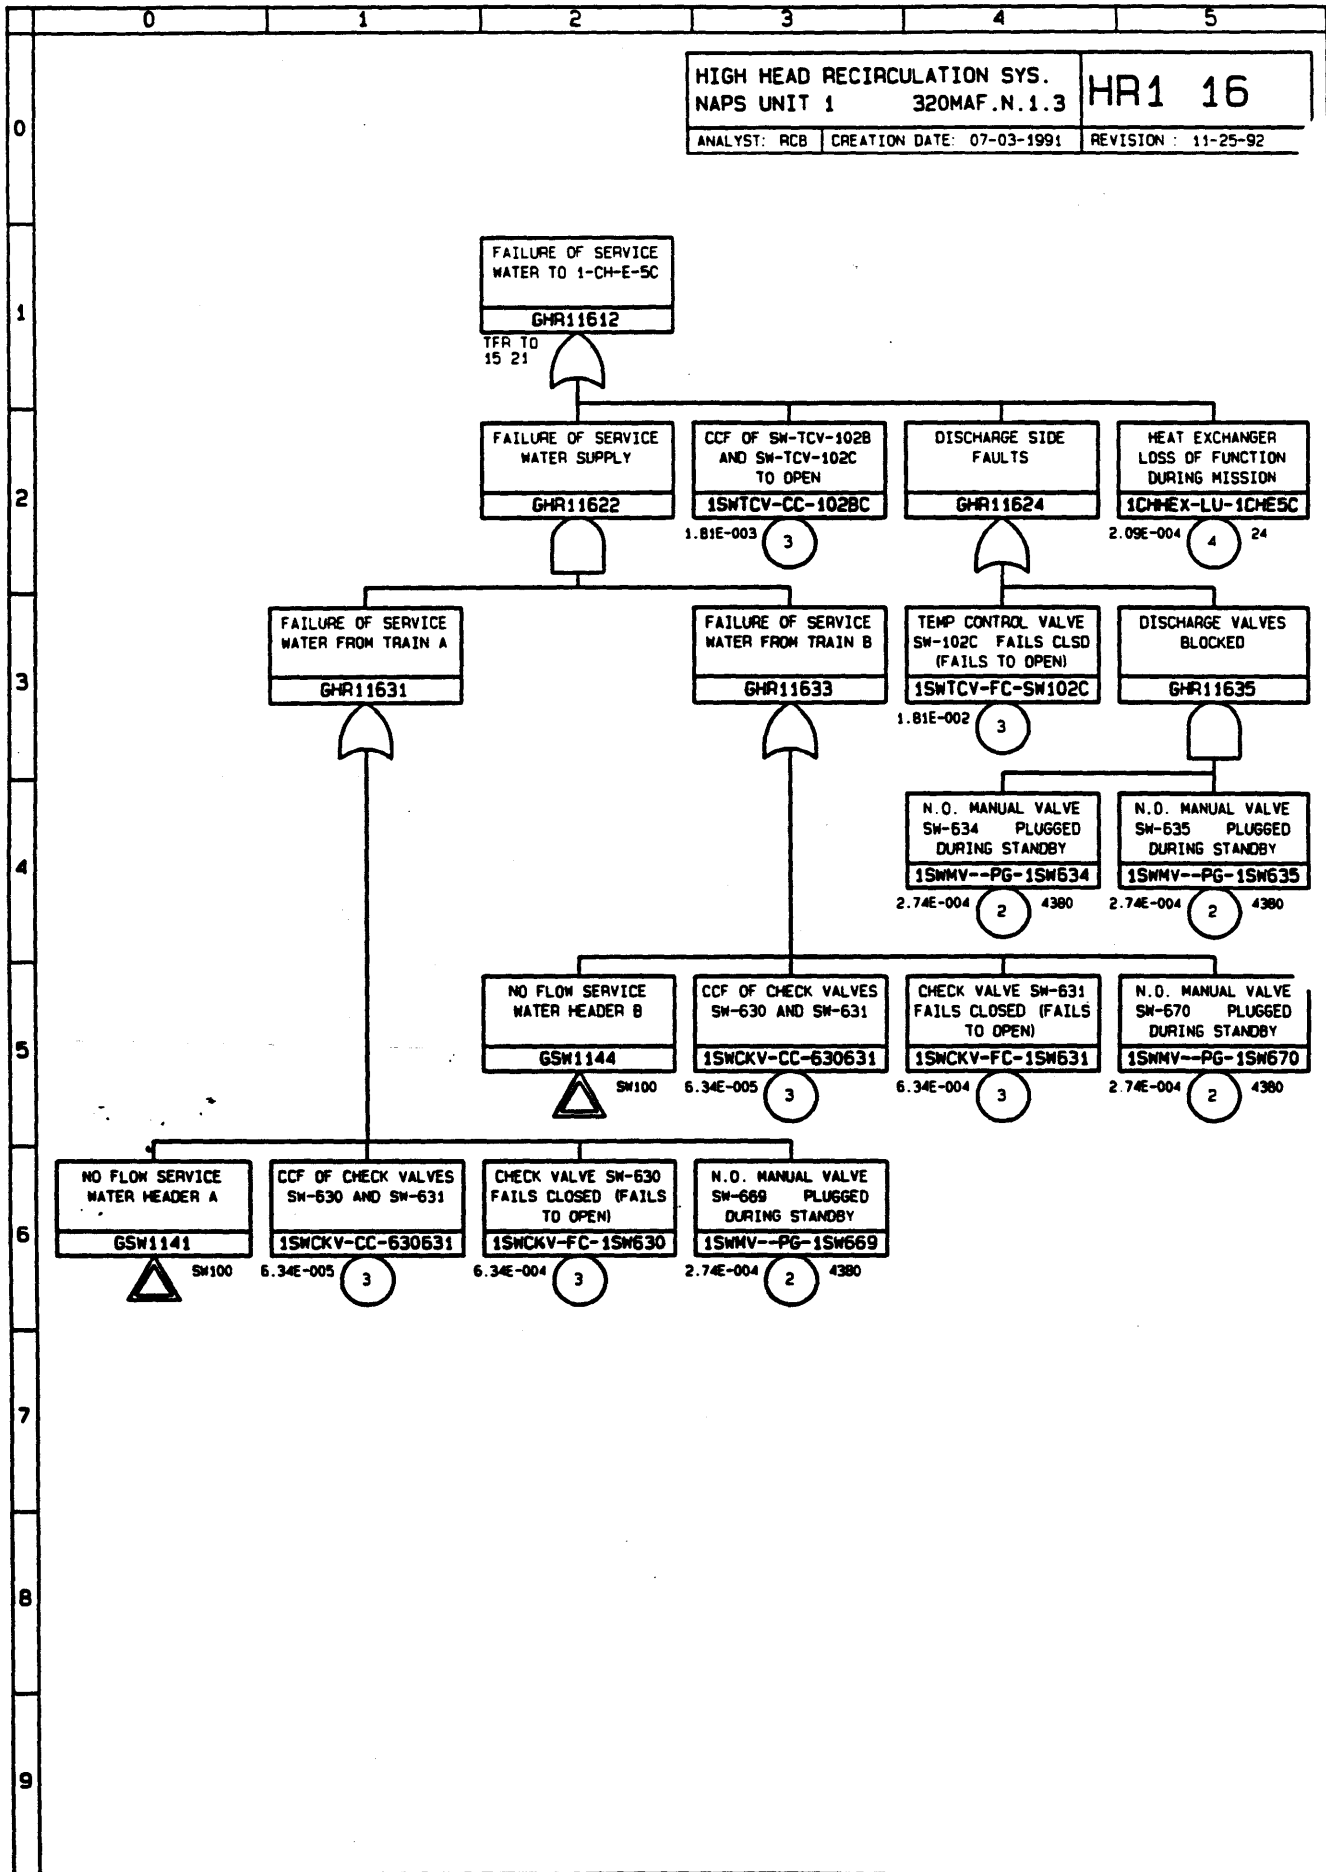 0 1 2 3 4 5
HIGH HEAD RECIRCULATION SYS.
NAPS UNIT 1 320MAF.N.1.3
HR1 16
ANALYST: RCB CREATION DATE: 07-03-1991 REVISION : 11-25-92
0
FAILURE OF SERVICE
WATER TO 1-CH-E-5C
GHR11612
TFR TO
15 21
1
FAILURE OF SERVICE
WATER SUPPLY
GHR11622
CCF OF SW-TCV-102B
AND SW-TCV-102C
TO OPEN
1SWTCV-CC-102BC
1.81E-003 3
DISCHARGE SIDE
FAULTS
GHR11624
HEAT EXCHANGER
LOSS OF FUNCTION
DURING MISSION
1CHHEX-LU-1CHE5C
2.09E-004 4 24
2
FAILURE OF SERVICE
WATER FROM TRAIN A
GHR11631
FAILURE OF SERVICE
WATER FROM TRAIN B
GHR11633
TEMP CONTROL VALVE
SW-102C FAILS CLSD
(FAILS TO OPEN)
1SWTCV-FC-SW102C
1.81E-002 3
DISCHARGE VALVES
BLOCKED
GHR11635
3
N.O. MANUAL VALVE
SW-634 PLUGGED
DURING STANDBY
1SWMV--PG-1SW634
2.74E-004 2 4380
N.O. MANUAL VALVE
SW-635 PLUGGED
DURING STANDBY
1SWMV--PG-1SW635
2.74E-004 2 4380
4
NO FLOW SERVICE
WATER HEADER B
GSW1144
SW100
CCF OF CHECK VALVES
SW-630 AND SW-631
1SWCKV-CC-630631
6.34E-005 3
CHECK VALVE SW-631
FAILS CLOSED (FAILS
TO OPEN)
1SWCKV-FC-1SW631
6.34E-004 3
N.O. MANUAL VALVE
SW-670 PLUGGED
DURING STANDBY
1SWMV--PG-1SW670
2.74E-004 2 4380
5
NO FLOW SERVICE
WATER HEADER A
GSW1141
SW100
CCF OF CHECK VALVES
SW-630 AND SW-631
1SWCKV-CC-630631
6.34E-005 3
CHECK VALVE SW-630
FAILS CLOSED (FAILS
TO OPEN)
1SWCKV-FC-1SW630
6.34E-004 3
N.O. MANUAL VALVE
SW-669 PLUGGED
DURING STANDBY
1SWMV--PG-1SW669
2.74E-004 2 4380
6
7
8
9